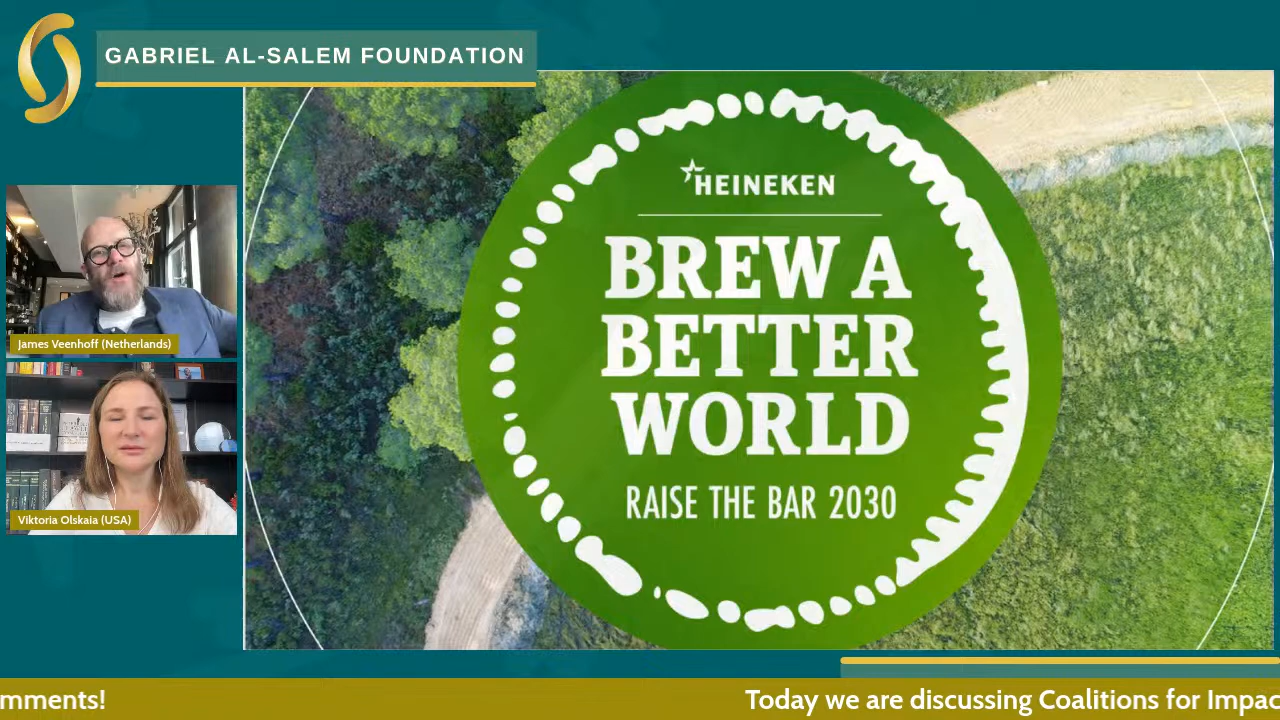 GABRIEL AL-SALEM FOUNDATION
James Veenhoff (Netherlands)
Viktoria Olskaia (USA)
HEINEKEN
BREW A
BETTER
WORLD
RAISE THE BAR 2030
mments!
Today we are discussing Coalitions for Impac